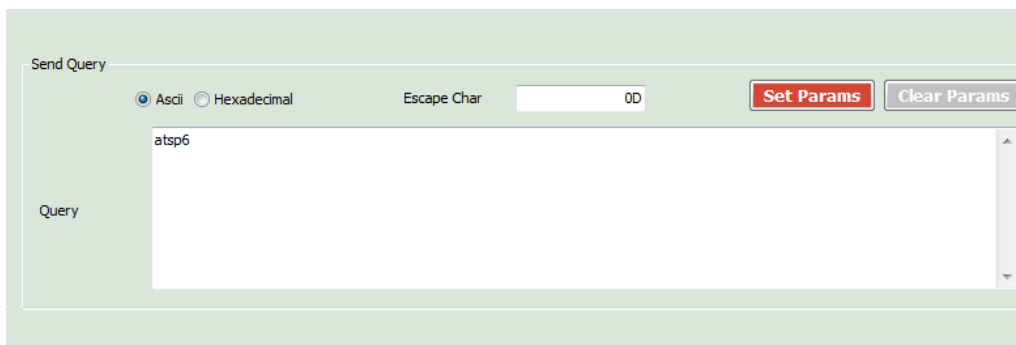 Send Query
Ascii Hexadecimal Escape Char 0D Set Params Clear Params
atsp6
Query